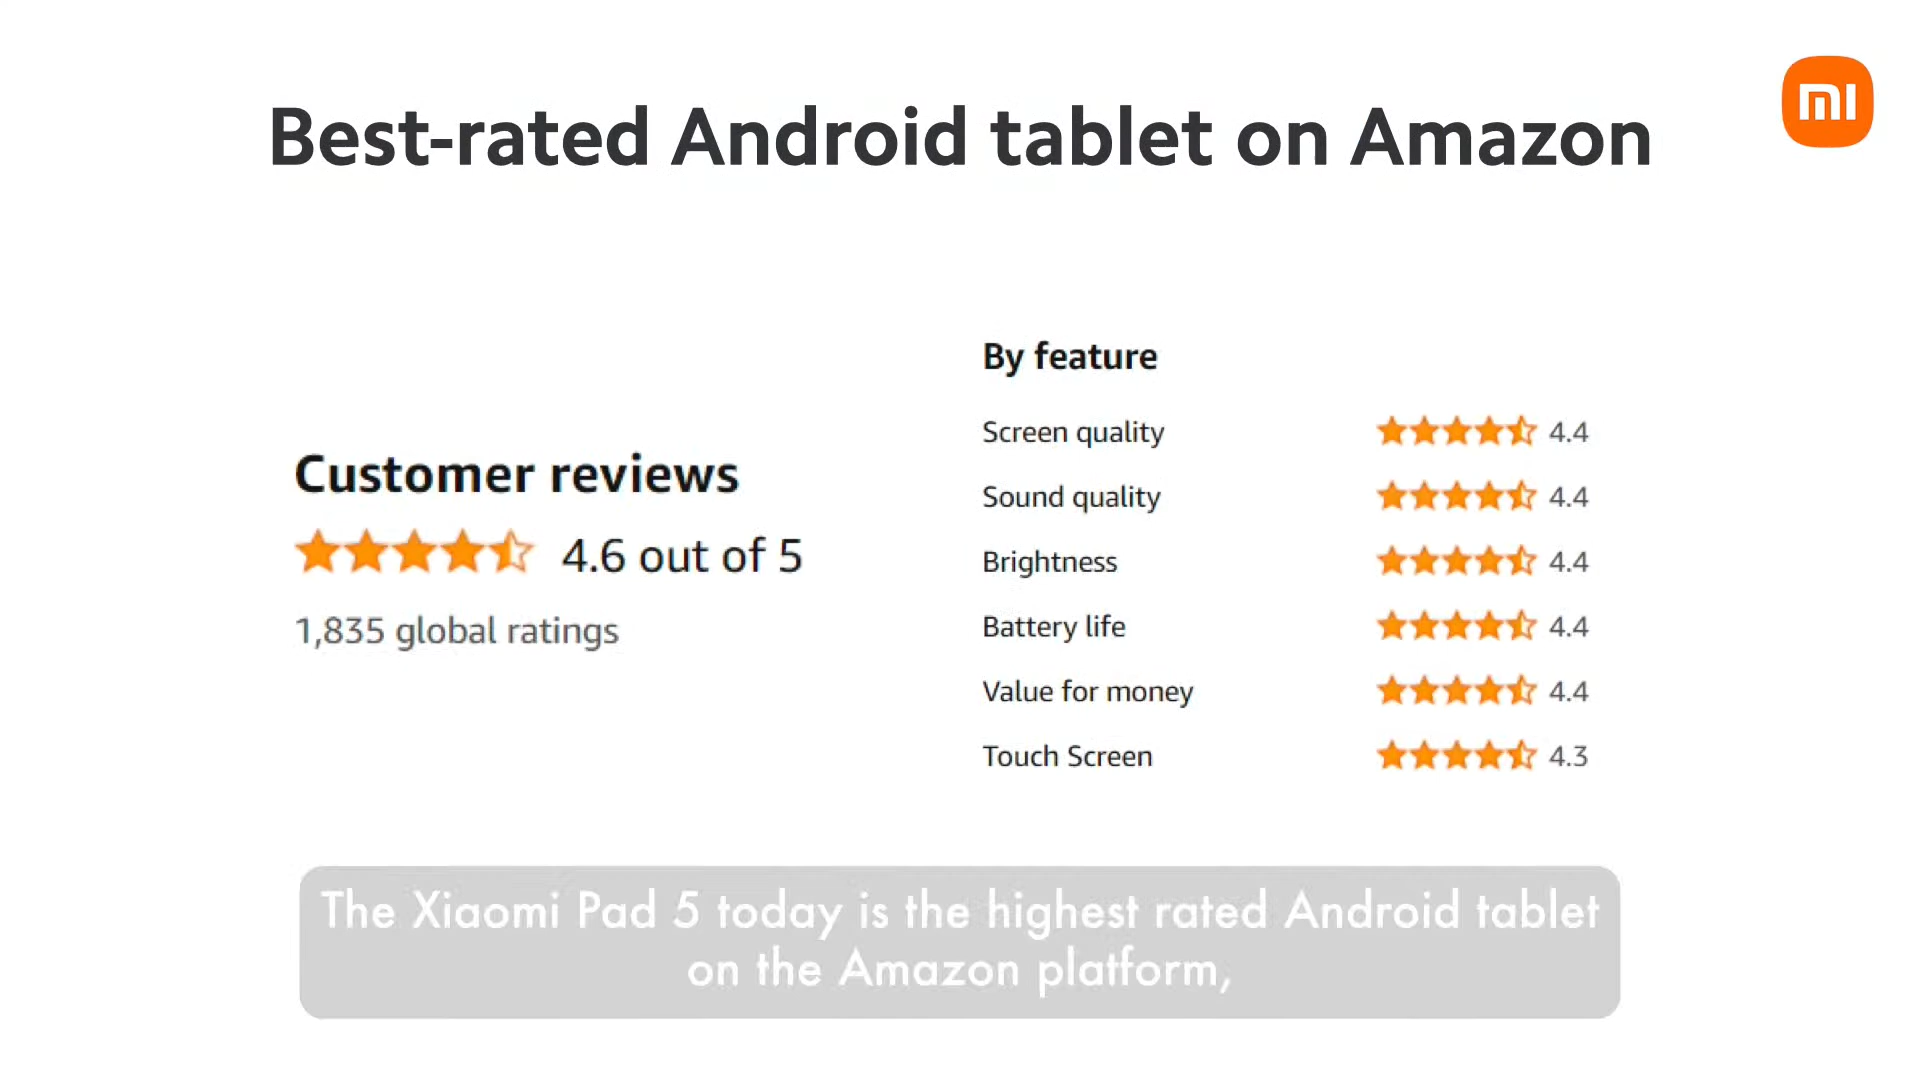 Best-rated Android tablet on Amazon
mi
Customer reviews
4.6 out of 5
1,835 global ratings
By feature
Screen quality 4.4
Sound quality 4.4
Brightness 4.4
Battery life 4.4
Value for money 4.4
Touch Screen 4.3
The Xiaomi Pad 5 today is the highest rated Android tablet
on the Amazon platform,